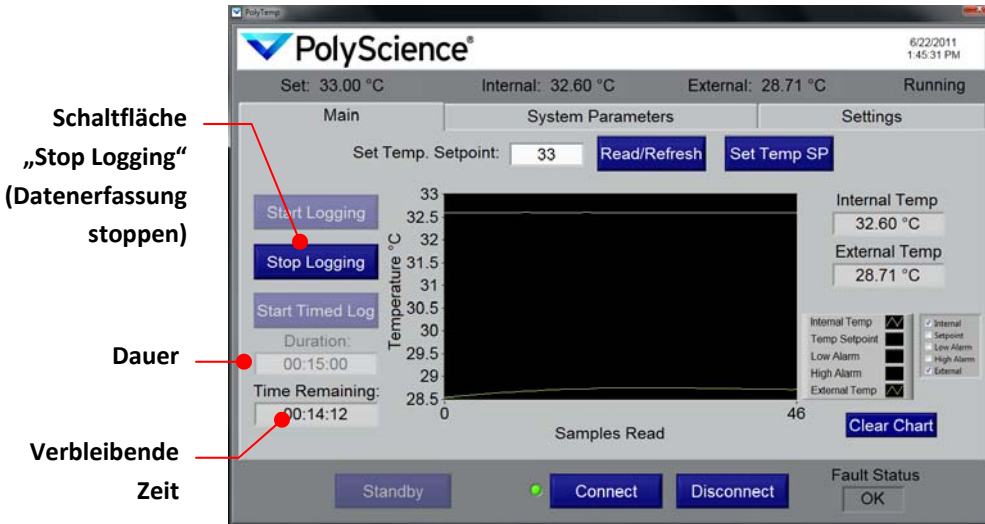 PolyTemp
PolyScience®
6/22/2011
1:45:31 PM
Set: 33.00 °C Internal: 32.60 °C External: 28.71 °C Running
Main System Parameters Settings
Set Temp. Setpoint: 33 Read/Refresh Set Temp SP
Schaltfläche
„Stop Logging“
(Datenerfassung
stoppen)
Dauer
Verbleibende
Zeit
Start Logging
Stop Logging
Start Timed Log
Duration:
00:15:00
Time Remaining:
00:14:12
Temperature °C
33
32.5
32
31.5
31
30.5
30
29.5
29
28.5
0 46
Samples Read
Internal Temp
32.60 °C
External Temp
28.71 °C
Internal Temp
Temp Setpoint
Low Alarm
High Alarm
External Temp
Internal
Setpoint
Low Alarm
High Alarm
External
Clear Chart
Standby Connect Disconnect
Fault Status
OK